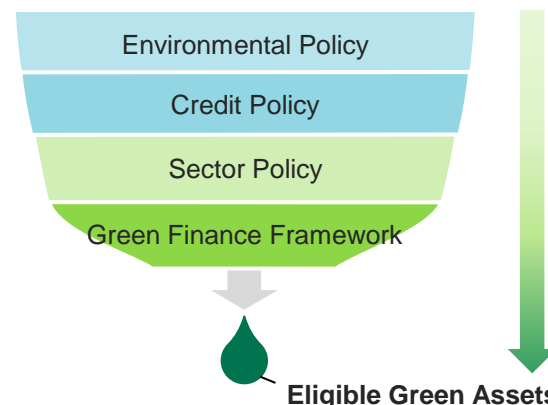 Environmental Policy
Credit Policy
Sector Policy
Green Finance Framework
Eligible Green Assets